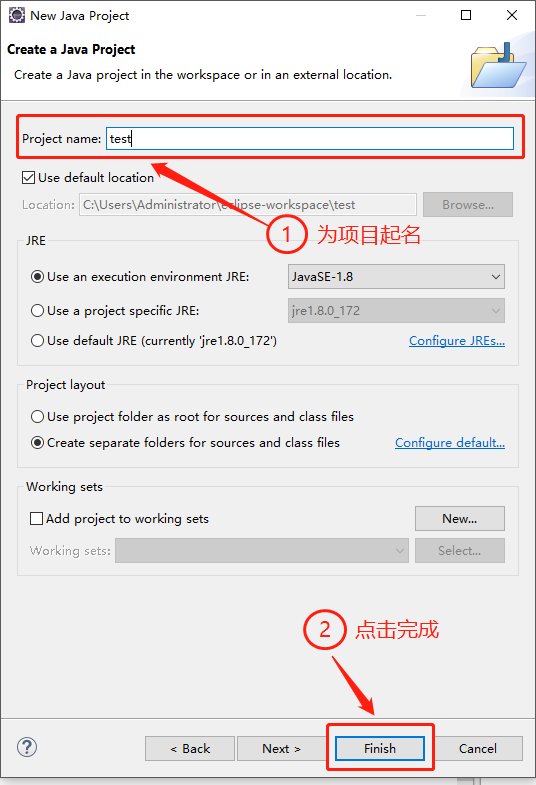 New Java Project
Create a Java Project
Create a Java project in the workspace or in an external location.
Project name: test
Use default location
Location: C:\Users\Administrator\eclipse-workspace\test Browse...
1 为项目起名
JRE
Use an execution environment JRE: JavaSE-1.8
Use a project specific JRE: jre1.8.0_172
Use default JRE (currently 'jre1.8.0_172') Configure JREs...
Project layout
Use project folder as root for sources and class files
Create separate folders for sources and class files Configure default...
Working sets
Add project to working sets New...
Working sets: Select...
2 点击完成
? < Back Next > Finish Cancel